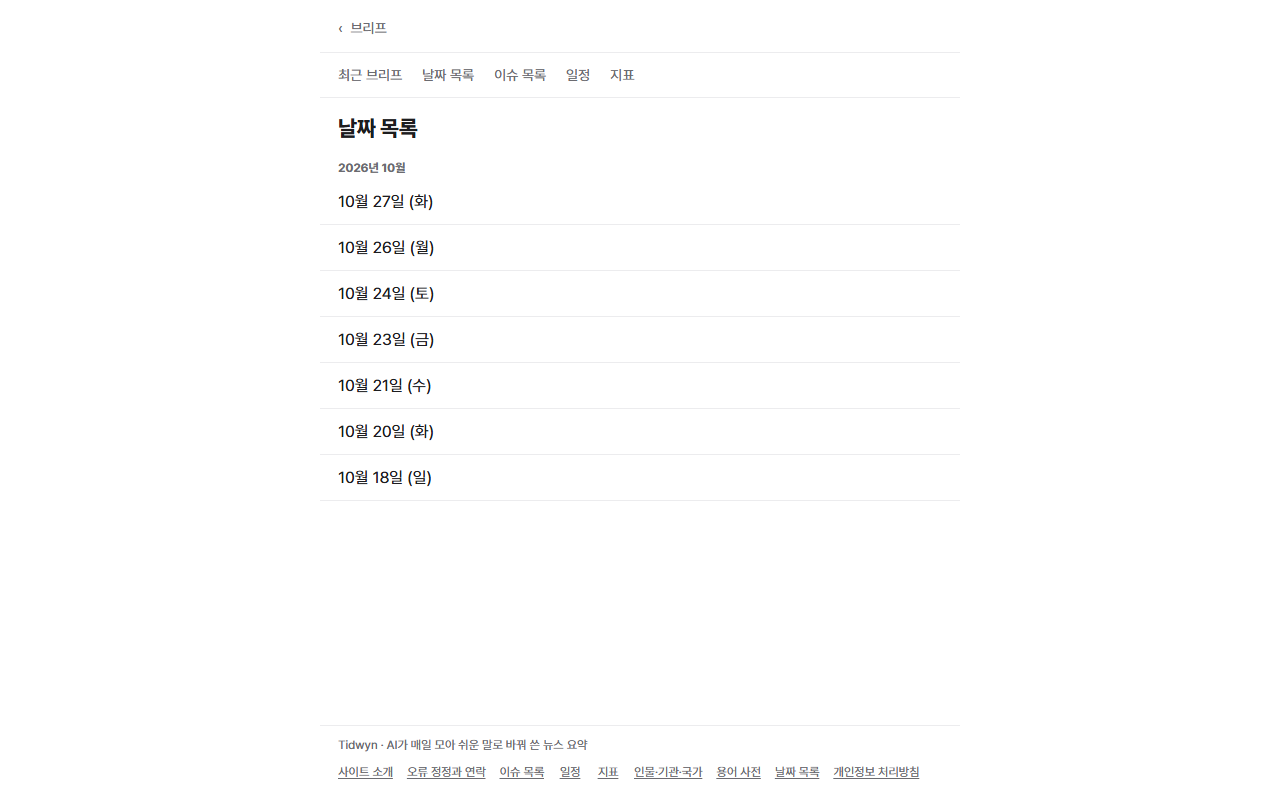 ‹ 브리프
최근 브리프 날짜 목록 이슈 목록 일정 지표
날짜 목록
2026년 10월
10월 27일 (화)
10월 26일 (월)
10월 24일 (토)
10월 23일 (금)
10월 21일 (수)
10월 20일 (화)
10월 18일 (일)
Tidwyn · AI가 매일 모아 쉬운 말로 바꿔 쓴 뉴스 요약
사이트 소개 오류 정정과 연락 이슈 목록 일정 지표 인물·기관·국가 용어 사전 날짜 목록 개인정보 처리방침